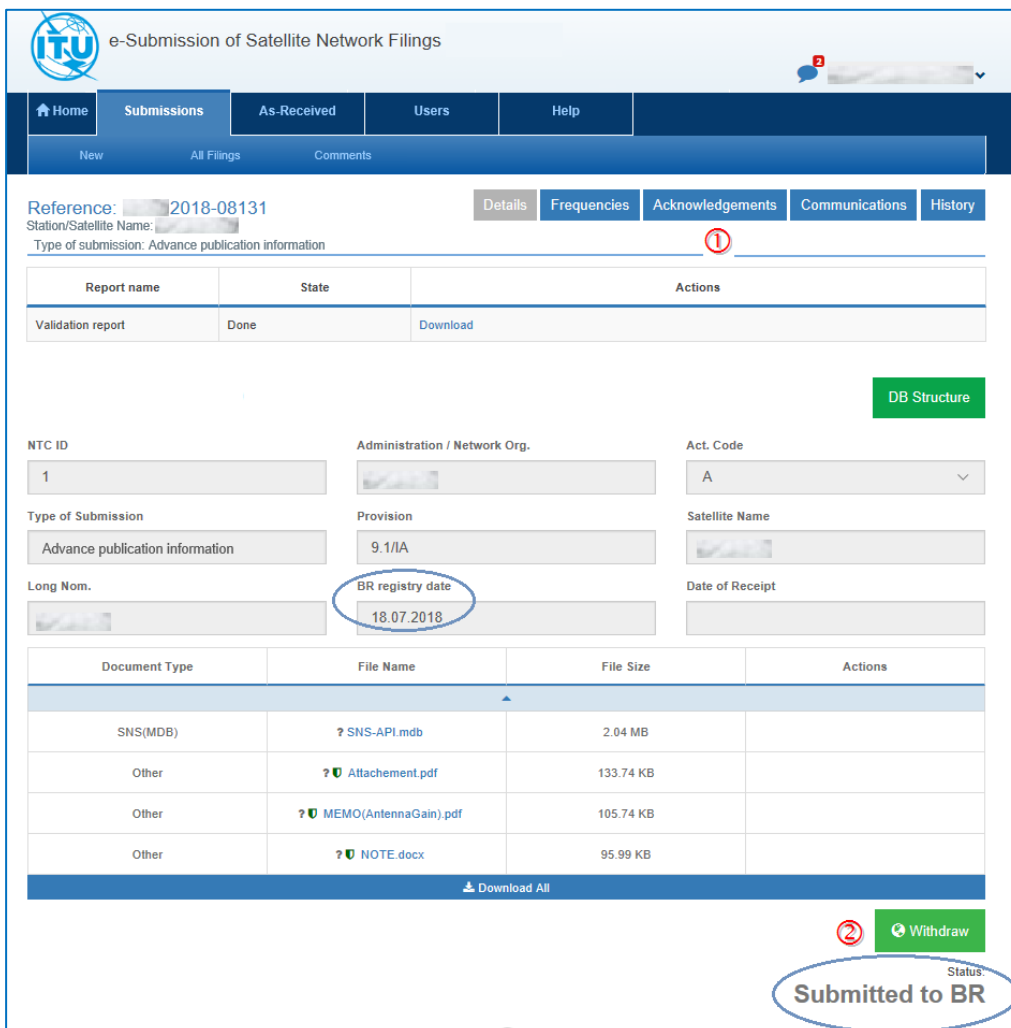 ITU
e-Submission of Satellite Network Filings
2
Home Submissions As-Received Users Help
New All Filings Comments
Reference: 2018-08131
Details Frequencies Acknowledgements Communications History
Station/Satellite Name:
Type of submission: Advance publication information
①
Report name State Actions
Validation report Done Download
DB Structure
NTC ID Administration / Network Org. Act. Code
1 A
Type of Submission Provision Satellite Name
Advance publication information 9.1/IA
Long Nom. BR registry date Date of Receipt
18.07.2018
Document Type File Name File Size Actions
SNS(MDB) ? SNS-API.mdb 2.04 MB
Other ? Attachement.pdf 133.74 KB
Other ? MEMO(AntennaGain).pdf 105.74 KB
Other ? NOTE.docx 95.99 KB
Download All
② Withdraw
Status:
Submitted to BR